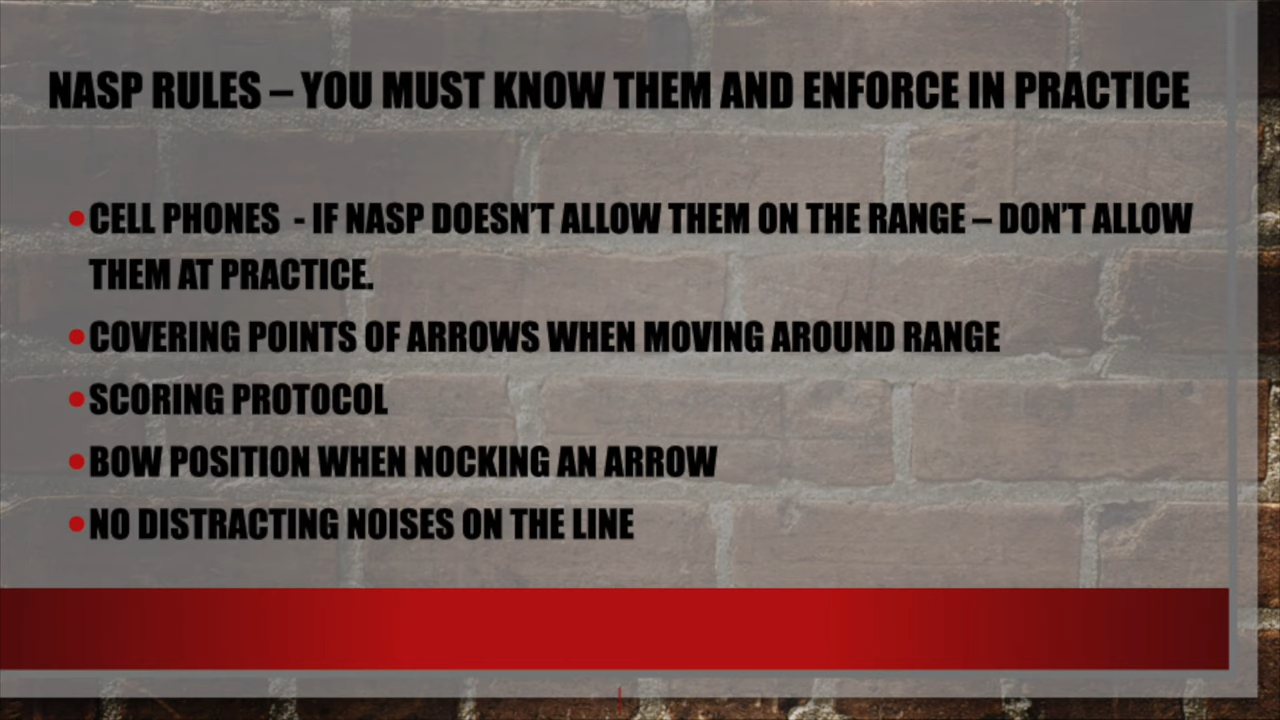 NASP RULES – YOU MUST KNOW THEM AND ENFORCE IN PRACTICE
•CELL PHONES - IF NASP DOESN'T ALLOW THEM ON THE RANGE – DON'T ALLOW
THEM AT PRACTICE.
•COVERING POINTS OF ARROWS WHEN MOVING AROUND RANGE
•SCORING PROTOCOL
•BOW POSITION WHEN NOCKING AN ARROW
•NO DISTRACTING NOISES ON THE LINE